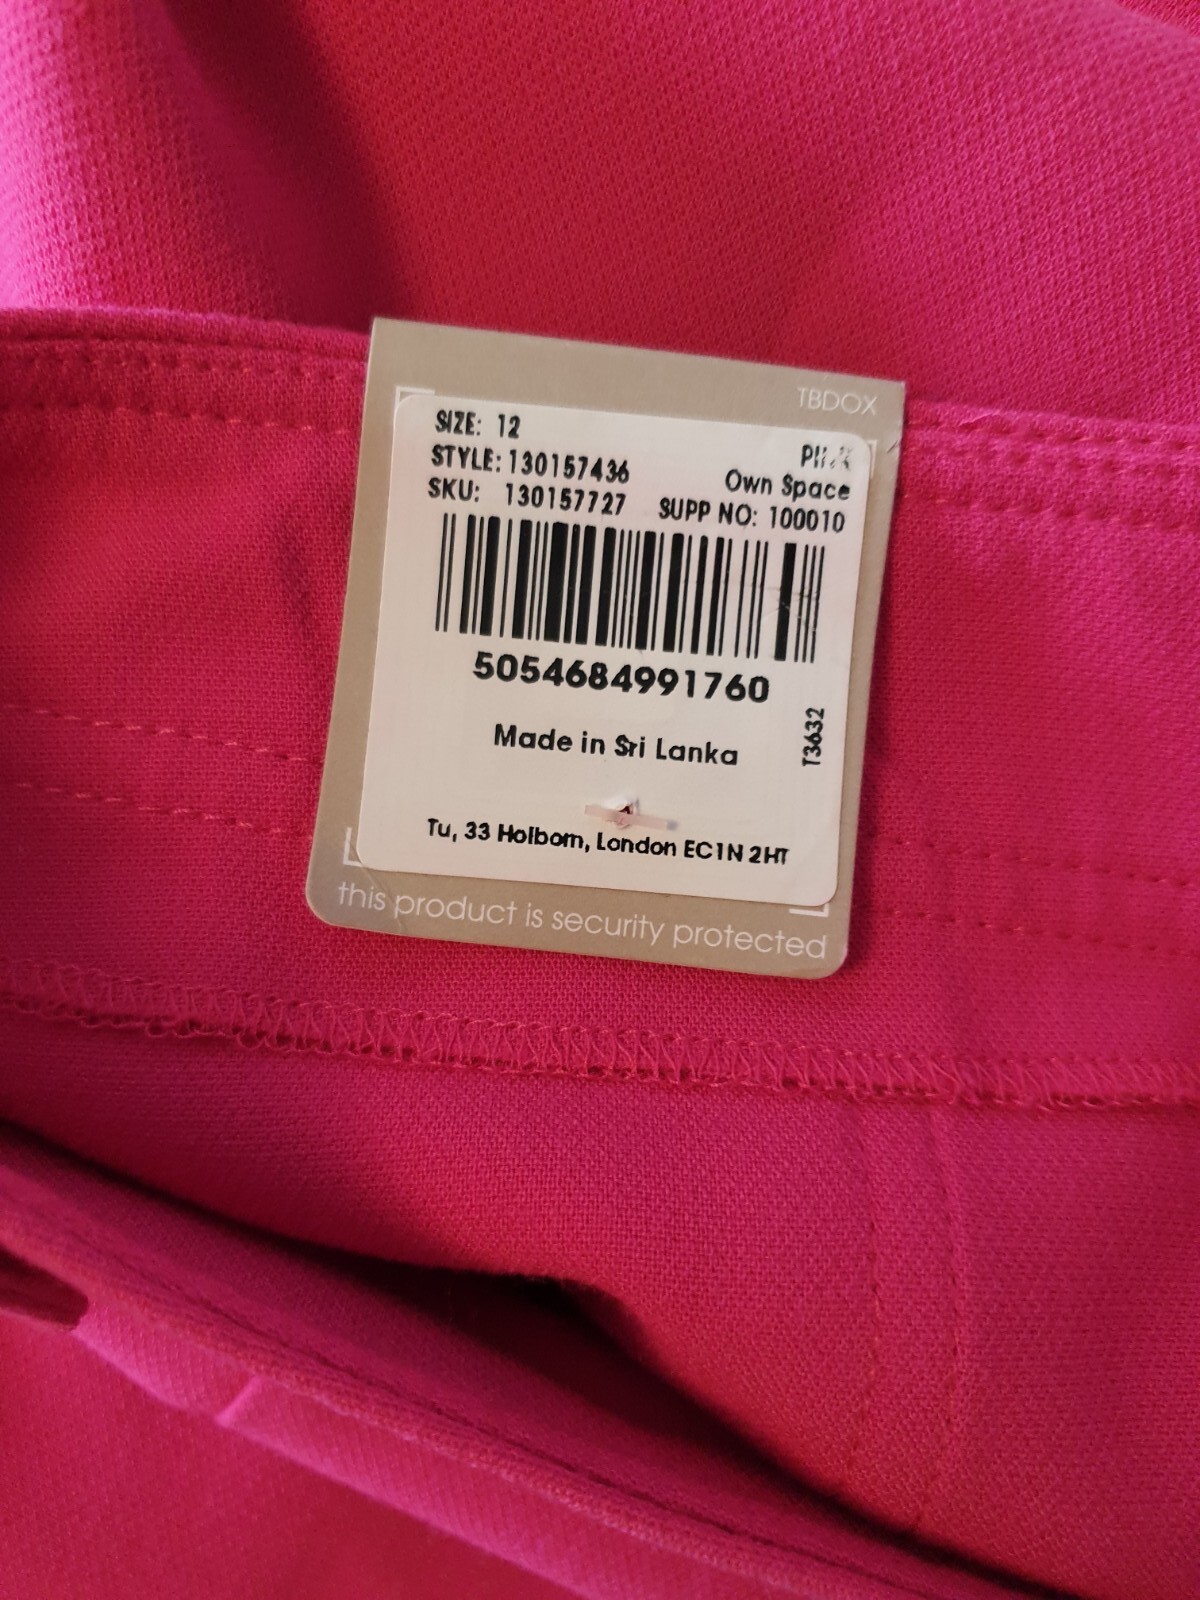 TBDOX
SIZE: 12
STYLE: 130157436
Own Space
SKU: 130157727 SUPP NO: 100010
5054684991760
T3632
Made in Sri Lanka
Tu, 33 Holborn, London EC1N 2HT
this product is security protected